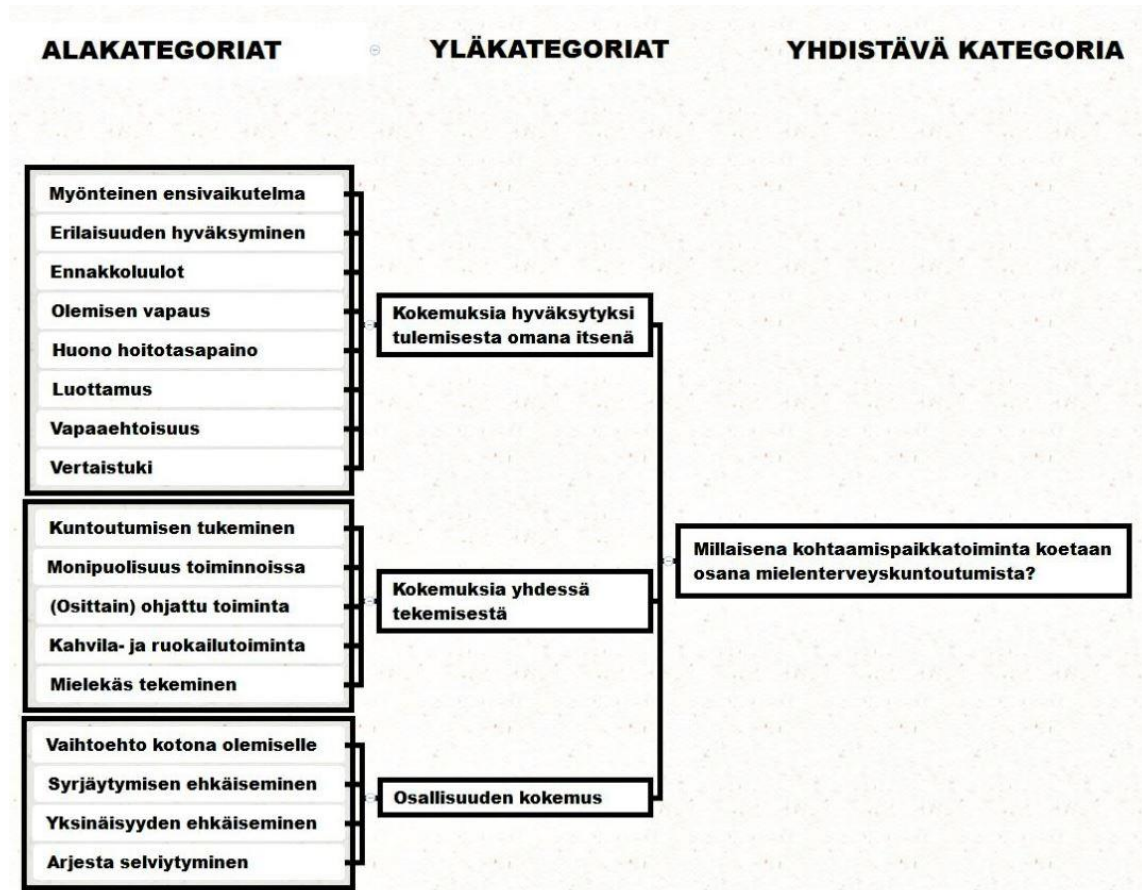 ALAKATEGORIAT
YLÄKATEGORIAT
YHDISTÄVÄ KATEGORIA
Myönteinen ensivaikutelma
Erilaisuuden hyväksyminen
Ennakkoluulot
Olemisen vapaus
Huono hoitotasapaino
Luottamus
Vapaaehtoisuus
Vertaistuki
Kokemuksia hyväksytyksi
tulemisesta omana itsenä
Kuntoutumisen tukeminen
Monipuolisuus toiminnoissa
(Osittain) ohjattu toiminta
Kahvila- ja ruokailutoiminta
Mielekäs tekeminen
Kokemuksia yhdessä
tekemisestä
Vaihtoehto kotona olemiselle
Syrjäytymisen ehkäiseminen
Yksinäisyyden ehkäiseminen
Arjesta selviytyminen
Osallisuuden kokemus
Millaisena kohtaamispaikkatoiminta koetaan
osana mielenterveyskuntoutumista?